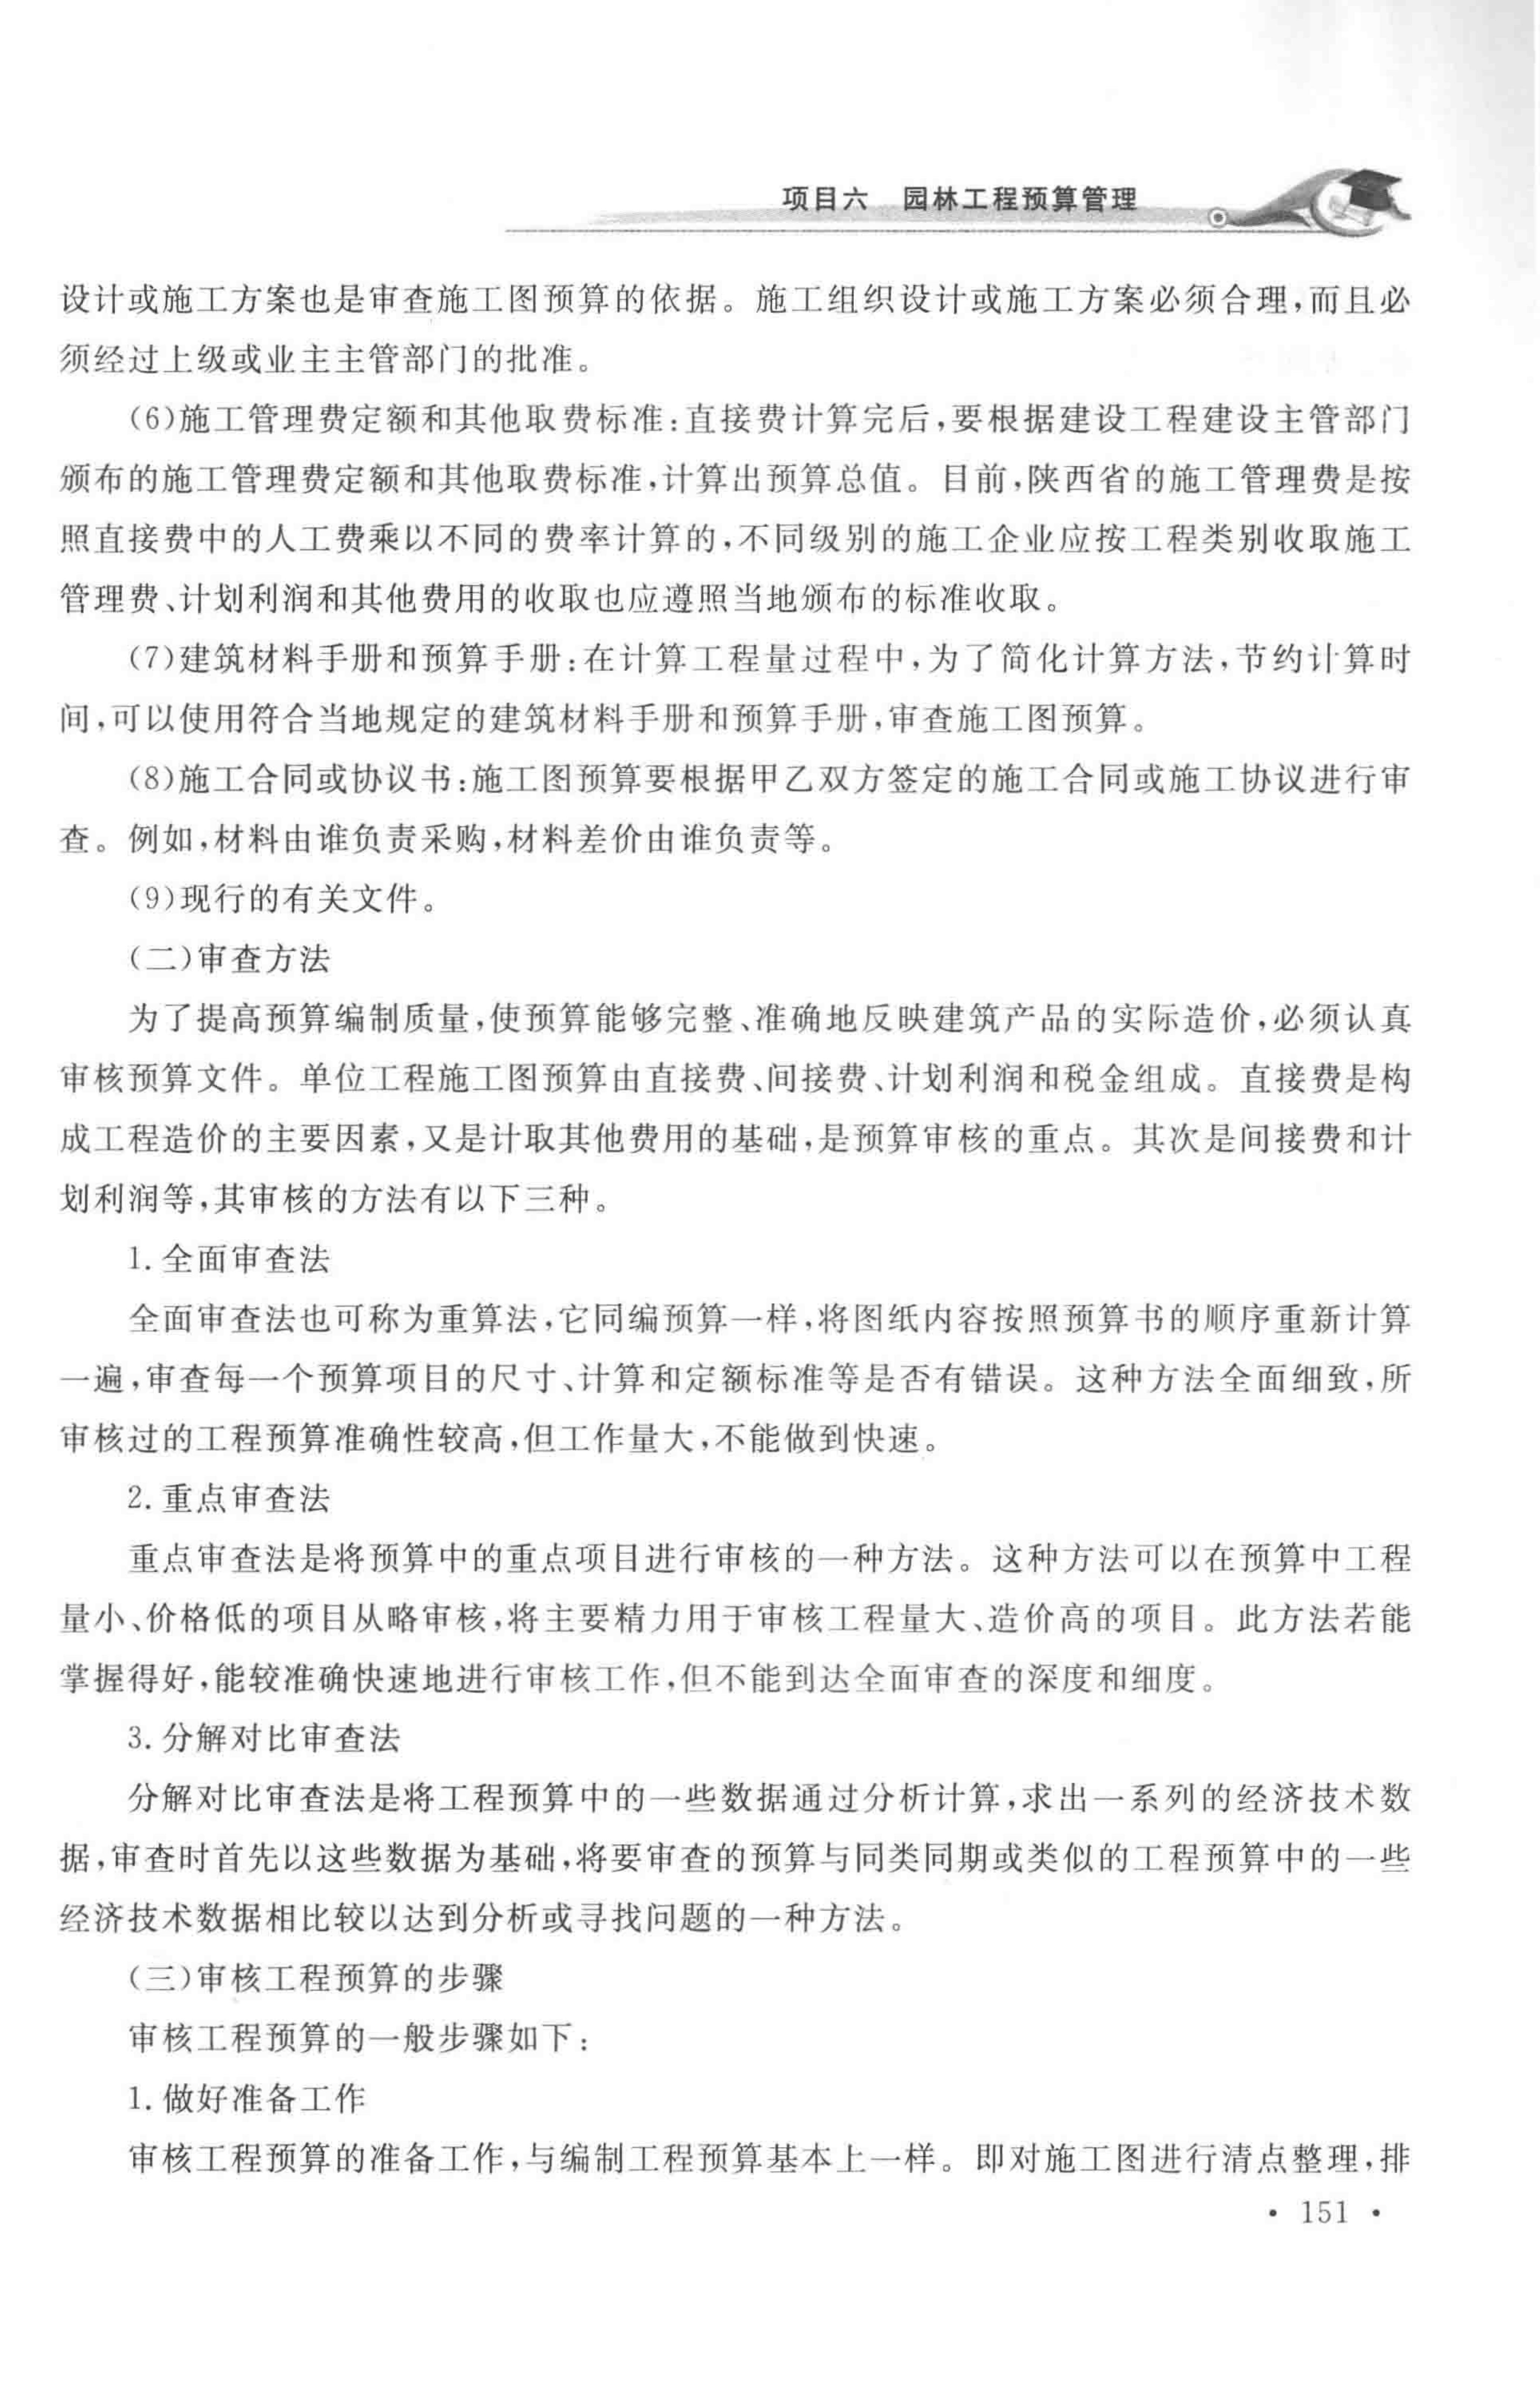 项目六 园林工程预算管理
设计或施工方案也是审查施工图预算的依据。施工组织设计或施工方案必须合理,而且必
须经过上级或业主主管部门的批准。
(6)施工管理费定额和其他取费标准:直接费计算完后,要根据建设工程建设主管部门
颁布的施工管理费定额和其他取费标准,计算出预算总值。目前,陕西省的施工管理费是按
照直接费中的人工费乘以不同的费率计算的,不同级别的施工企业应按工程类别收取施工
管理费、计划利润和其他费用的收取也应遵照当地颁布的标准收取。
(7)建筑材料手册和预算手册:在计算工程量过程中,为了简化计算方法,节约计算时
间,可以使用符合当地规定的建筑材料手册和预算手册,审查施工图预算。
(8)施工合同或协议书:施工图预算要根据甲乙双方签定的施工合同或施工协议进行审
查。例如,材料由谁负责采购,材料差价由谁负责等。
(9)现行的有关文件。
(二)审查方法
为了提高预算编制质量,使预算能够完整、准确地反映建筑产品的实际造价,必须认真
审核预算文件。单位工程施工图预算由直接费、间接费、计划利润和税金组成。直接费是构
成工程造价的主要因素,又是计取其他费用的基础,是预算审核的重点。其次是间接费和计
划利润等,其审核的方法有以下三种。
1.全面审查法
全面审查法也可称为重算法,它同编预算一样,将图纸内容按照预算书的顺序重新计算
一遍,审查每一个预算项目的尺寸、计算和定额标准等是否有错误。这种方法全面细致,所
审核过的工程预算准确性较高,但工作量大,不能做到快速。
2.重点审查法
重点审查法是将预算中的重点项目进行审核的一种方法。这种方法可以在预算中工程
量小、价格低的项目从略审核,将主要精力用于审核工程量大、造价高的项目。此方法若能
掌握得好,能较准确快速地进行审核工作,但不能到达全面审查的深度和细度。
3.分解对比审查法
分解对比审查法是将工程预算中的一些数据通过分析计算,求出一系列的经济技术数
据,审查时首先以这些数据为基础,将要审查的预算与同类同期或类似的工程预算中的一些
经济技术数据相比较以达到分析或寻找问题的一种方法。
(三)审核工程预算的步骤
审核工程预算的一般步骤如下:
1.做好准备工作
审核工程预算的准备工作,与编制工程预算基本上一样。即对施工图进行清点整理,排
· 151 ·